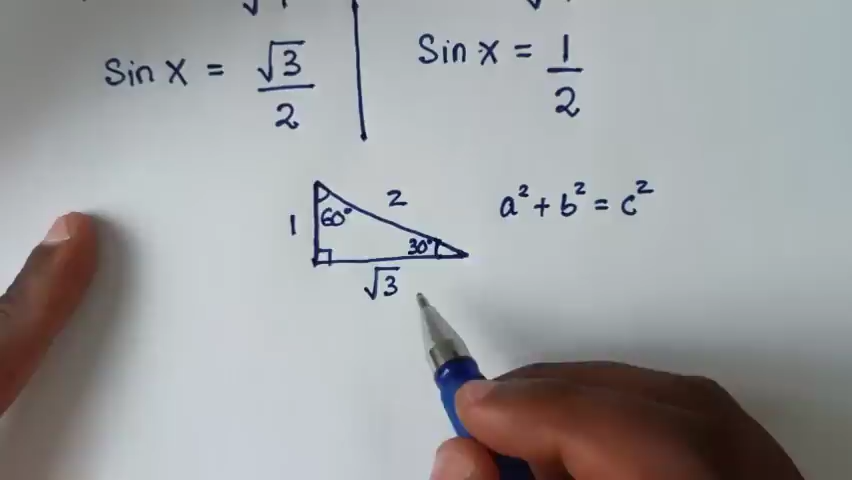 Sin x = √3/2
Sin x = 1/2
2
1
60°
30°
√3
a² + b² = c²